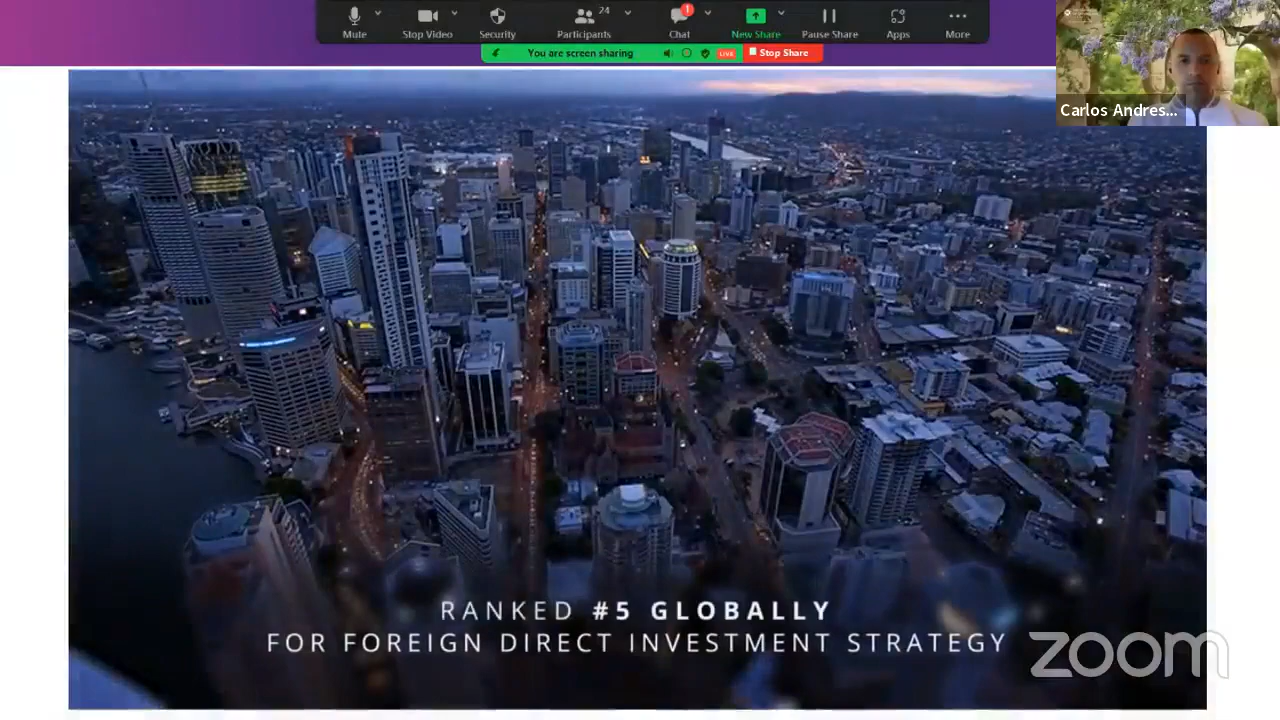 24
1
Mute
Stop Video
Security
Participants
Chat
New Share
Pause Share
Apps
More
You are screen sharing
LIVE
Stop Share
Carlos Andres...
RANKED #5 GLOBALLY
FOR FOREIGN DIRECT INVESTMENT STRATEGY
zoom